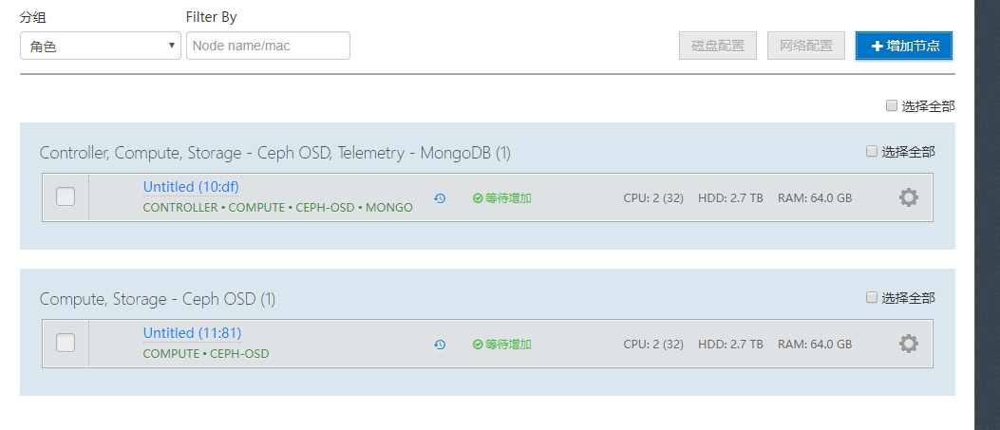 分组 Filter By
角色 Node name/mac 磁盘配置 网络配置 增加节点
选择全部
Controller, Compute, Storage - Ceph OSD, Telemetry - MongoDB (1) 选择全部
Untitled (10:df)
CONTROLLER • COMPUTE • CEPH-OSD • MONGO 等待增加 CPU: 2 (32) HDD: 2.7 TB RAM: 64.0 GB
Compute, Storage - Ceph OSD (1) 选择全部
Untitled (11:81)
COMPUTE • CEPH-OSD 等待增加 CPU: 2 (32) HDD: 2.7 TB RAM: 64.0 GB